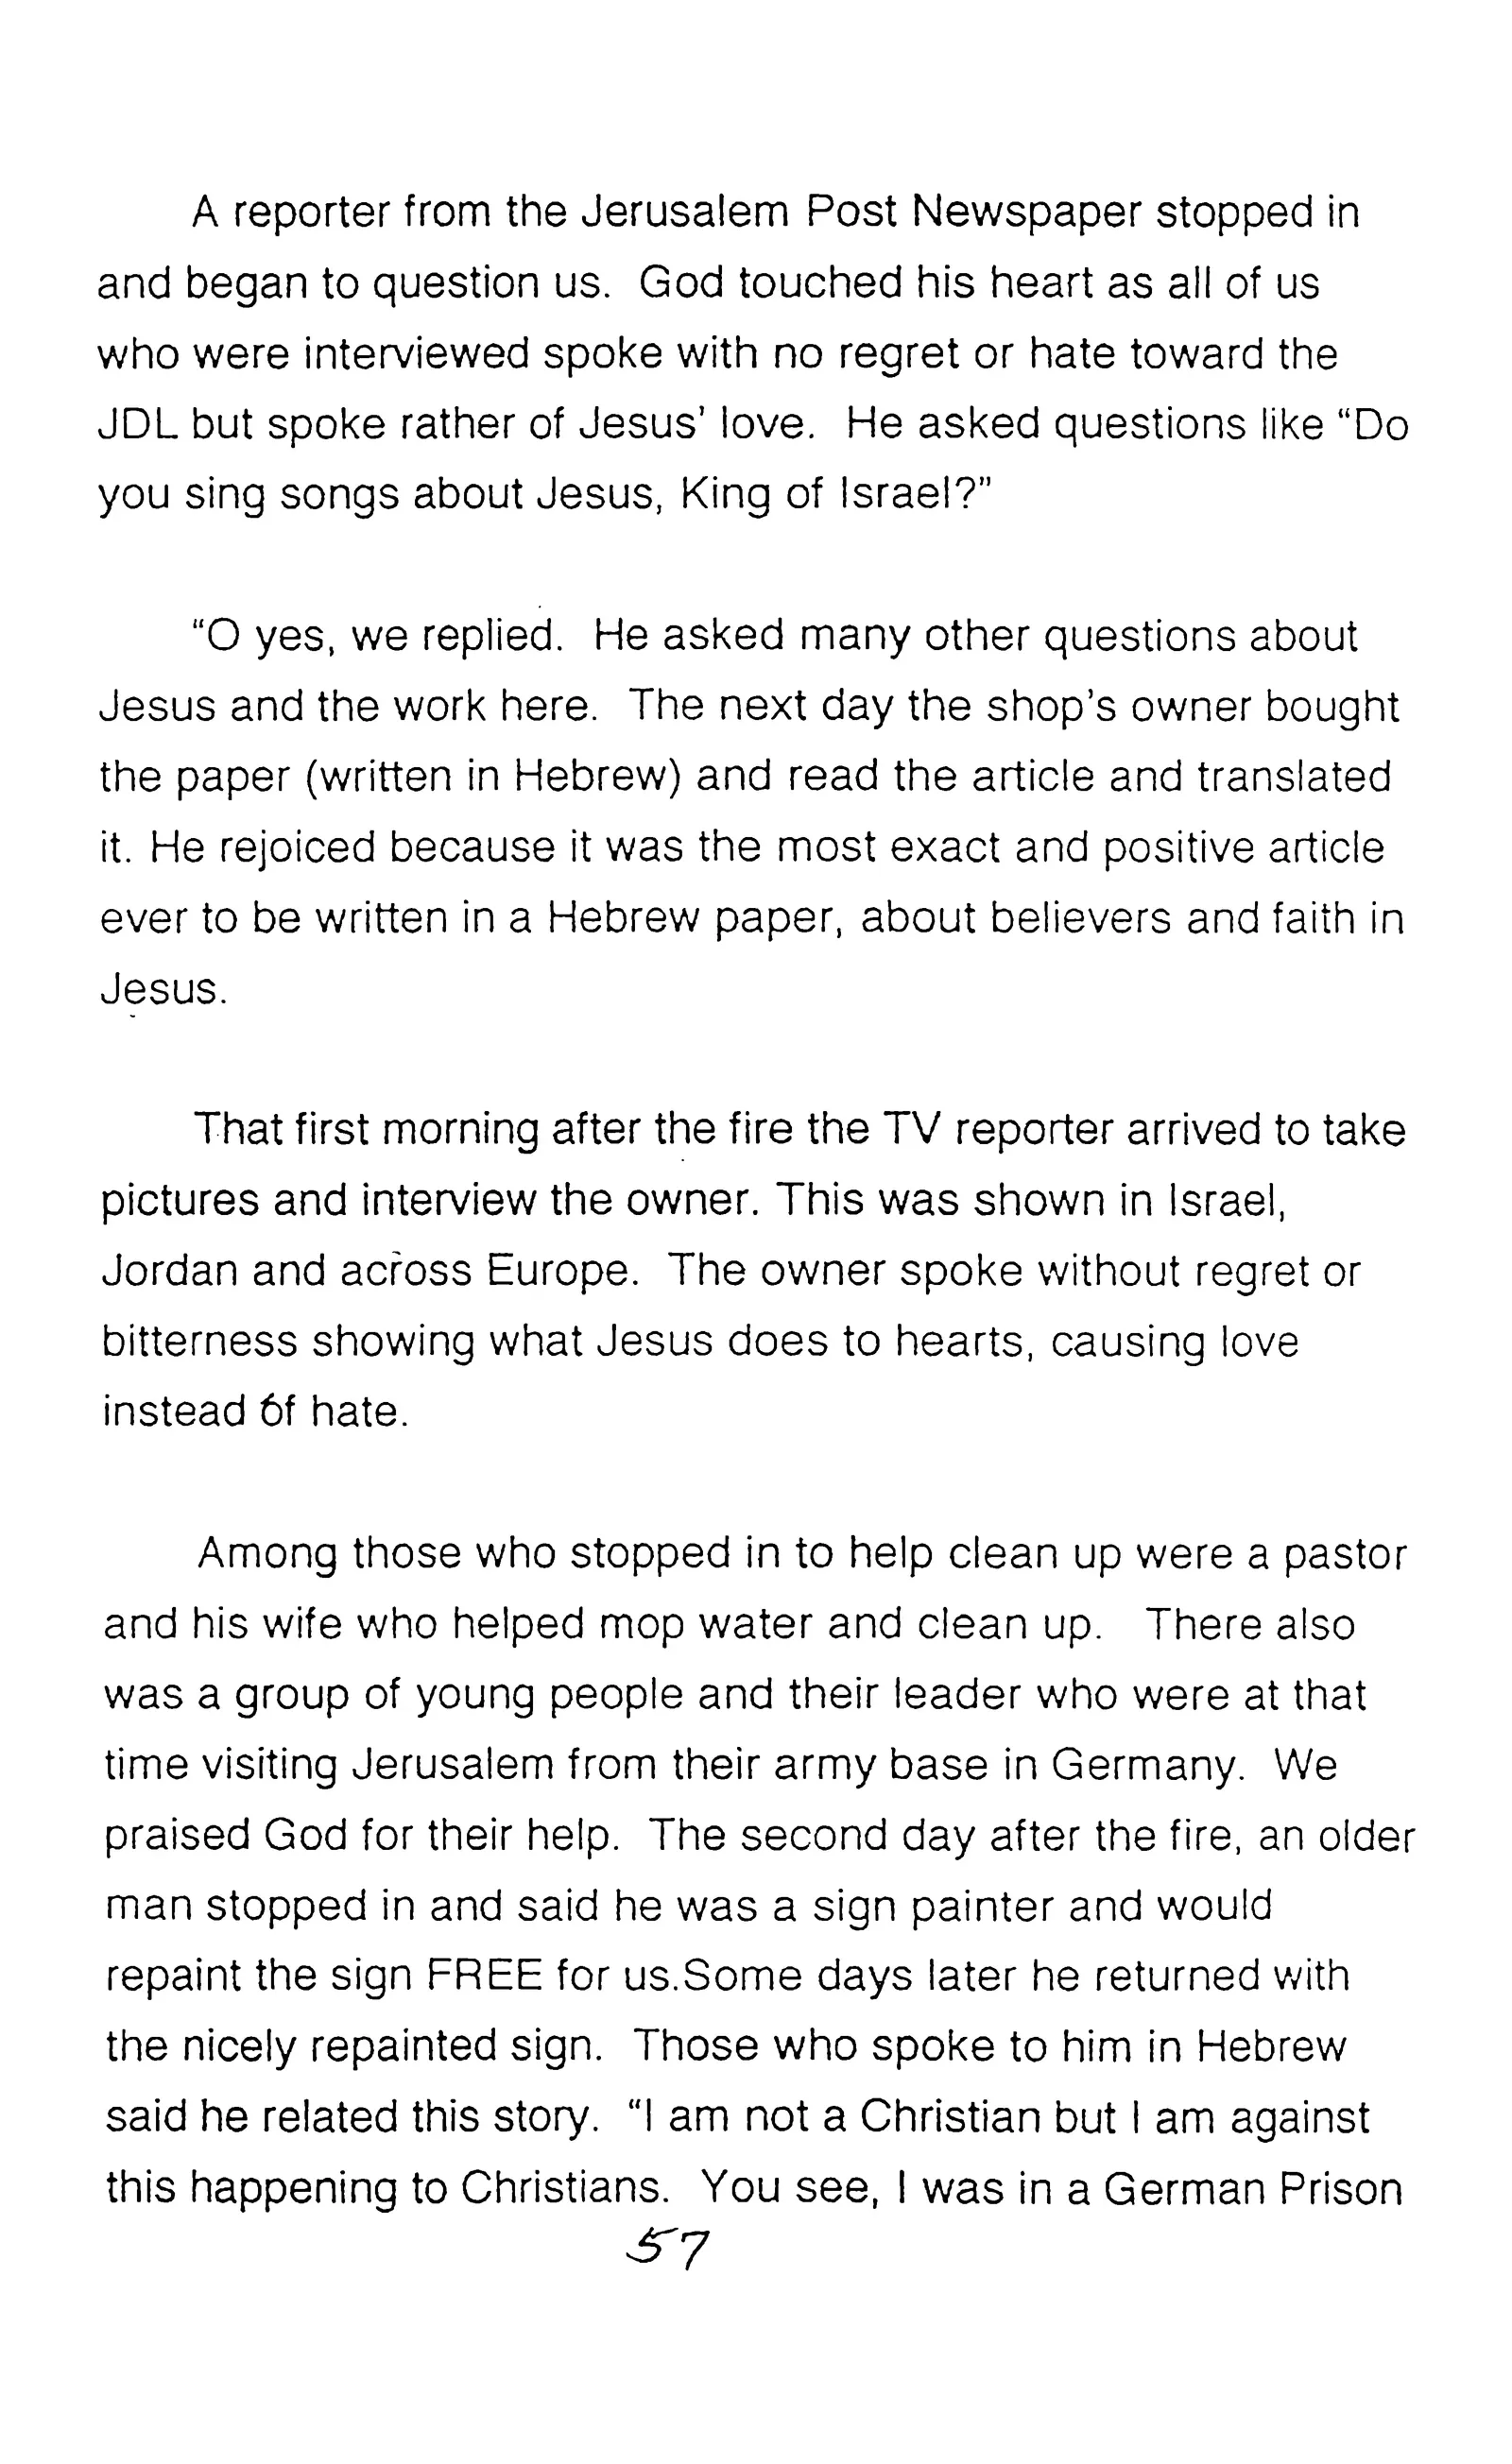 A reporter from the Jerusalem Post Newspaper stopped in
and began to question us. God touched his heart as all of us
who were interviewed spoke with no regret or hate toward the
JDL but spoke rather of Jesus' love. He asked questions like “Do
you sing songs about Jesus, King of Israel?”
“O yes, we replied. He asked many other questions about
Jesus and the work here. The next day the shop's owner bought
the paper (written in Hebrew) and read the article and translated
it. He rejoiced because it was the most exact and positive article
ever to be written in a Hebrew paper, about believers and faith in
Jesus.
That first morning after the fire the TV reporter arrived to take
pictures and interview the owner. This was shown in Israel,
Jordan and across Europe. The owner spoke without regret or
bitterness showing what Jesus does to hearts, causing love
instead of hate.
Among those who stopped in to help clean up were a pastor
and his wife who helped mop water and clean up. There also
was a group of young people and their leader who were at that
time visiting Jerusalem from their army base in Germany. We
praised God for their help. The second day after the fire, an older
man stopped in and said he was a sign painter and would
repaint the sign FREE for us.Some days later he returned with
the nicely repainted sign. Those who spoke to him in Hebrew
said he related this story. “I am not a Christian but I am against
this happening to Christians. You see, I was in a German Prison
57